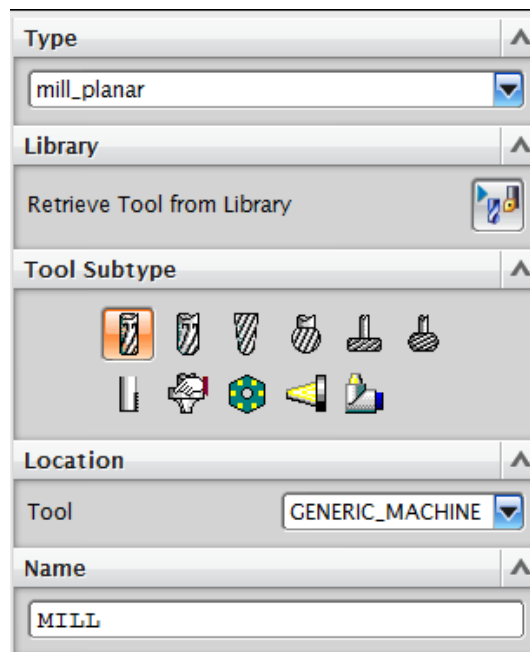 Type
mill_planar
Library
Retrieve Tool from Library
Tool Subtype
Location
Tool GENERIC_MACHINE
Name
MILL